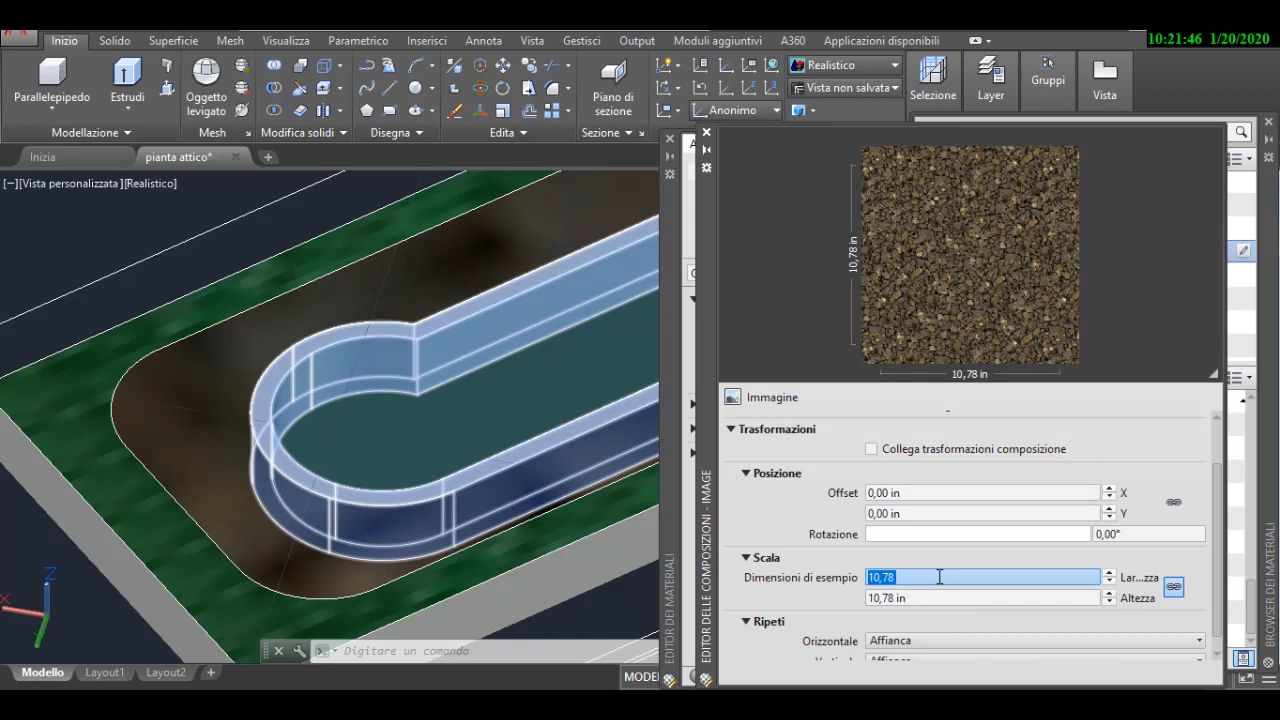 10:21:46 1/20/2020
Inizio Solido Superficie Mesh Visualizza Parametrico Inserisci Annota Vista Gestisci Output Moduli aggiuntivi A360 Applicazioni disponibili
Realistico
Vista non salvata
Anonimo
Parallelepipedo Estrudi Oggetto levigato Piano di sezione Selezione Layer Gruppi Vista
Modellazione Mesh Modifica solidi Disegna Edita Sezione
Inizia pianta attico* +
[−][Vista personalizzata][Realistico]
10,78 in
10,78 in
Immagine
Trasformazioni
Collega trasformazioni composizione
Posizione
Offset 0,00 in X
0,00 in Y
Rotazione 0,00°
Scala
Dimensioni di esempio 10,78 Lar...zza
10,78 in Altezza
Ripeti
Orizzontale Affianca
EDITOR DEI MATERIALI
EDITOR DELLE COMPOSIZIONI - IMAGE
BROWSER DEI MATERIALI
Z
X
Y
Digitare un comando
Modello Layout1 Layout2 +
MODE